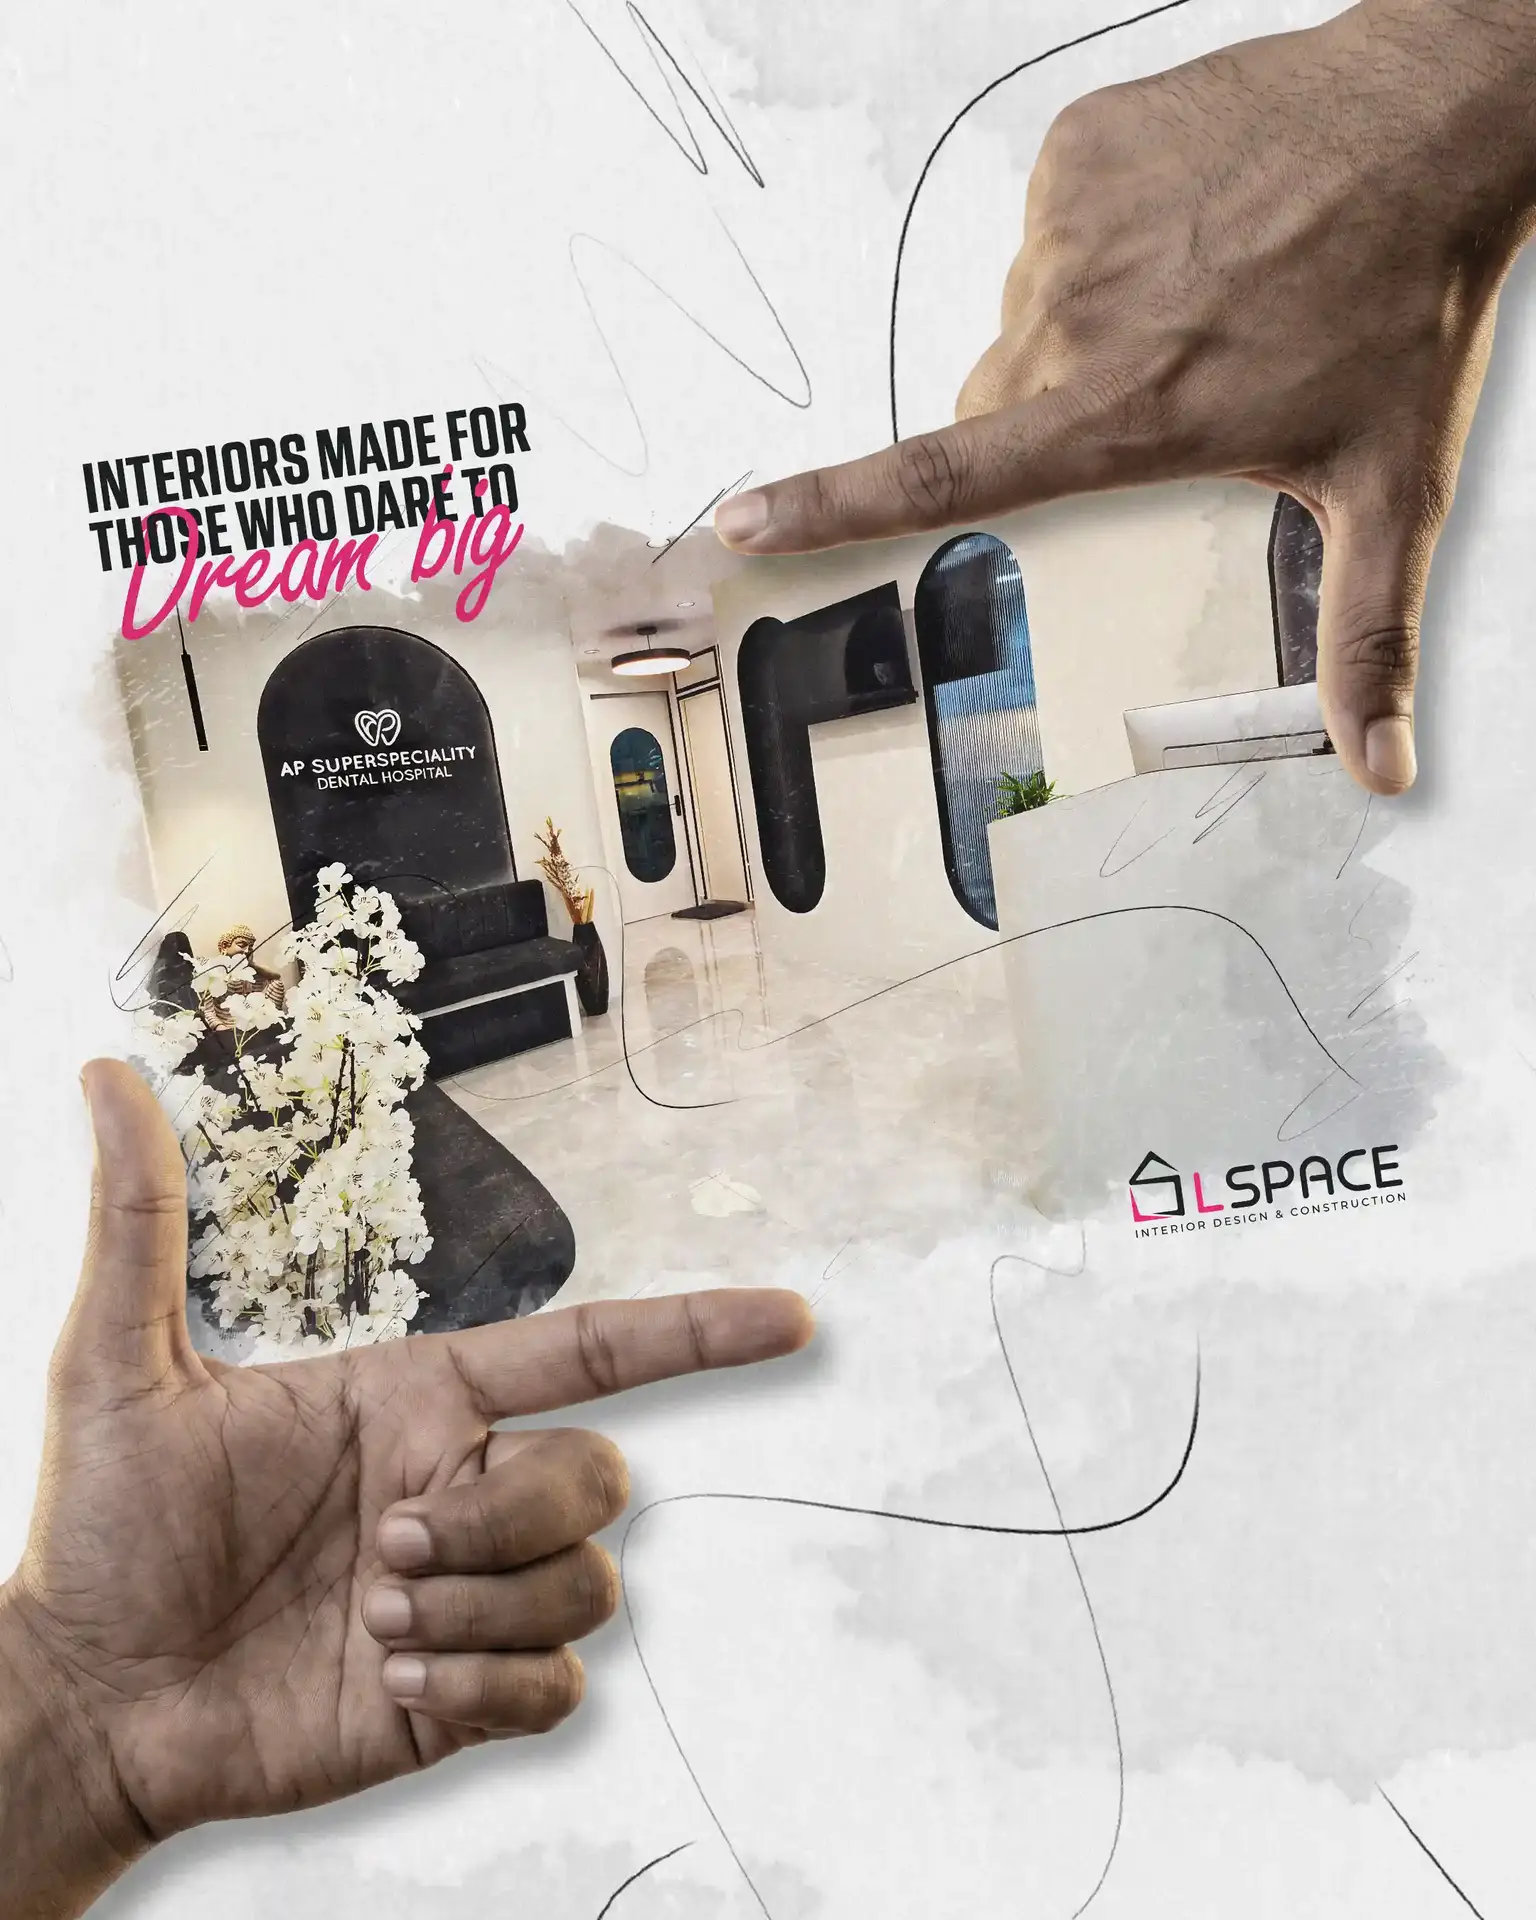 INTERIORS MADE FOR
THOSE WHO DARE TO
Dream big
AP SUPERSPECIALITY
DENTAL HOSPITAL
LSPACE
INTERIOR DESIGN & CONSTRUCTION